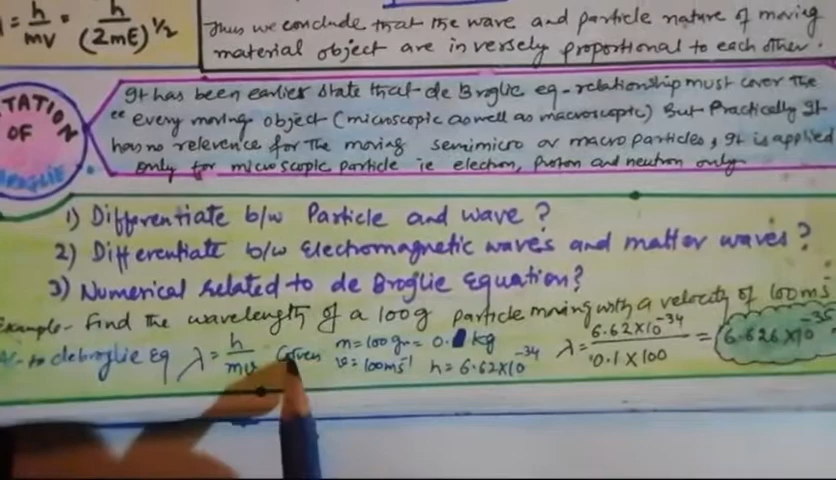 λ = h/mv = h/(2mE)^1/2
Thus we conclude that the wave and particle nature of moving
material object are inversely proportional to each other.
TATION
OF
It has been earlier state that de Broglie eq-relationship must cover the
"every moving object (microscopic as well as macroscopic) But Practically It
has no reference for the moving semimicro or macro particles, It is applied
only for microscopic particle ie electron, proton and neutron only
1) Differentiate b/w Particle and wave?
2) Differentiate b/w Electromagnetic waves and matter waves?
3) Numerical related to de Broglie Equation?
Example- Find the wavelength of a 100g particle moving with a velocity of 100ms
Ac- to debroglie Eq λ = h/mv Given m = 100gm = 0.1 kg λ = 6.62×10^-34 / 0.1 × 100 = 6.626×10^-35
v = 100ms^-1 h = 6.62×10^-34